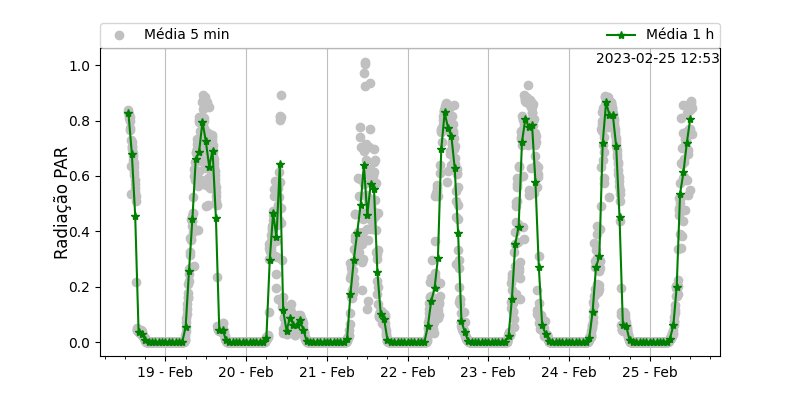 Média 5 min
Média 1 h
2023-02-25 12:53
Radiação PAR
1.0
0.8
0.6
0.4
0.2
0.0
19 - Feb
20 - Feb
21 - Feb
22 - Feb
23 - Feb
24 - Feb
25 - Feb